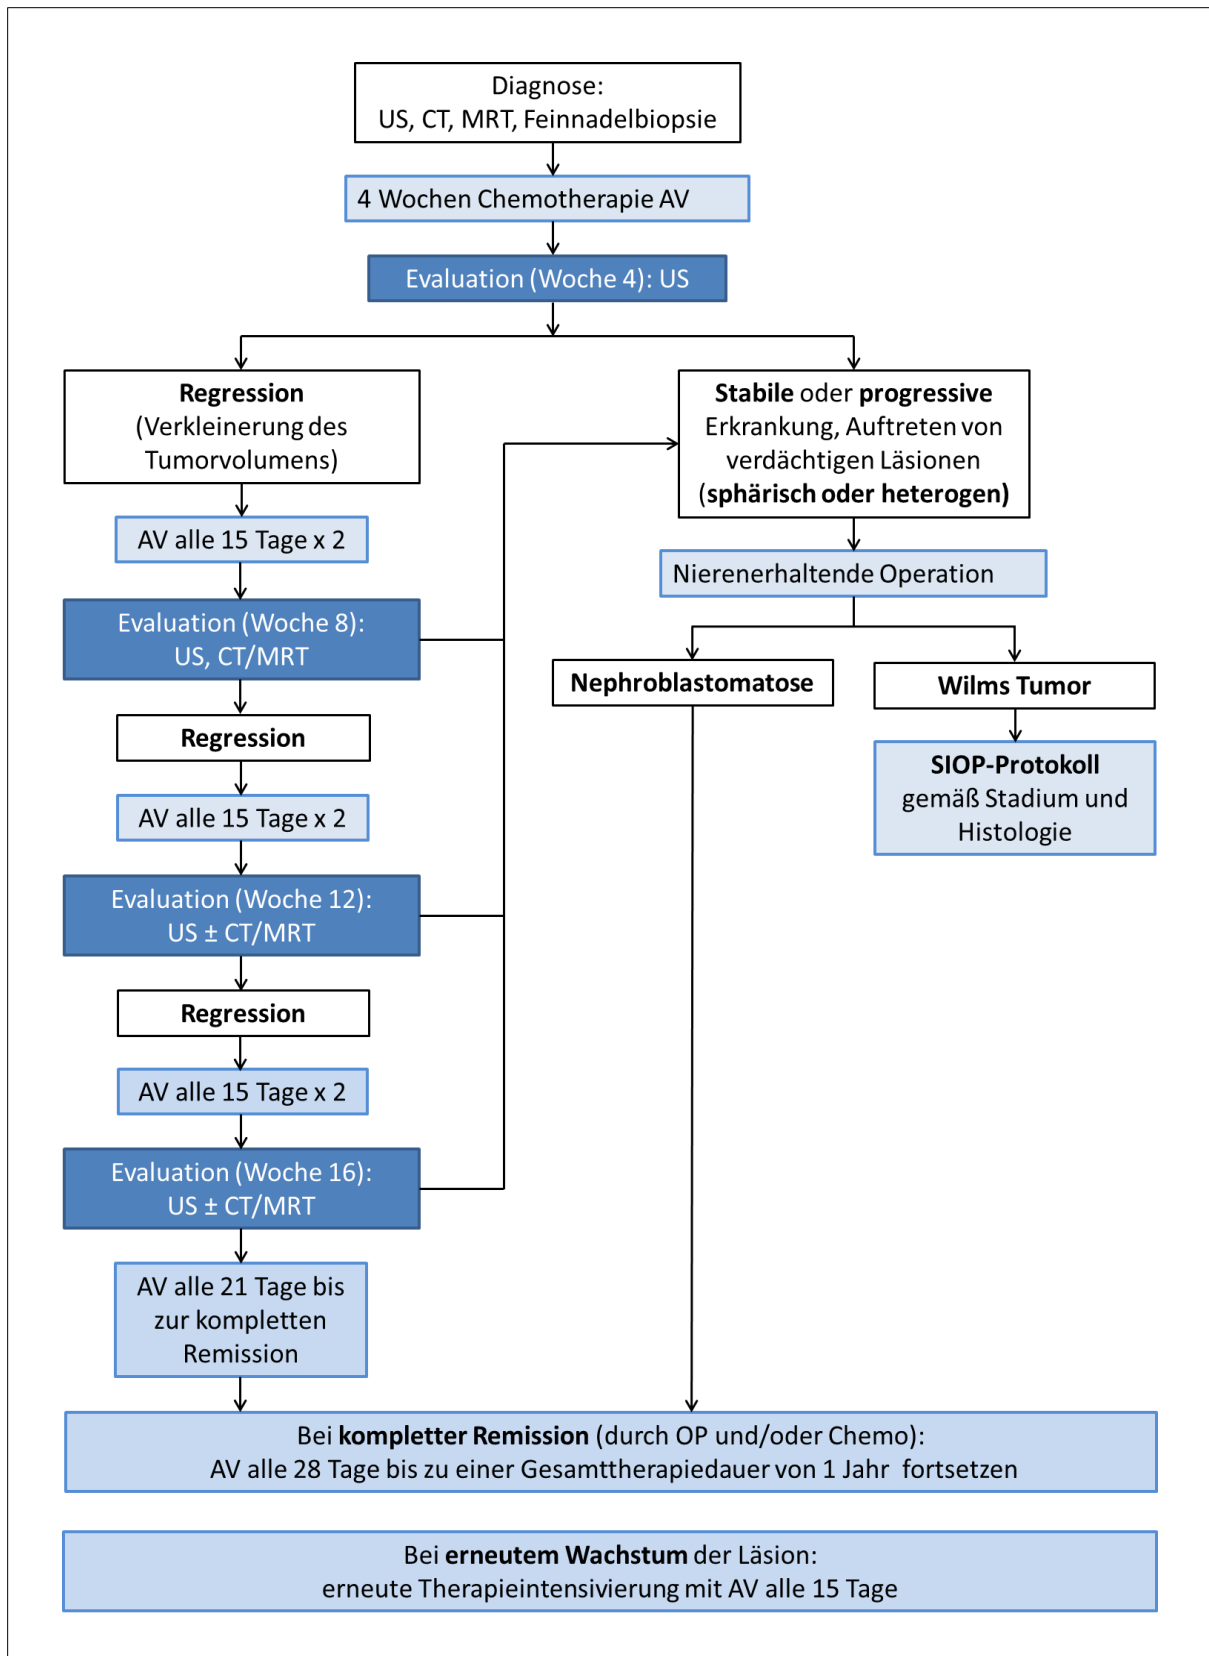 Diagnose:
US, CT, MRT, Feinnadelbiopsie
4 Wochen Chemotherapie AV
Evaluation (Woche 4): US
Regression
(Verkleinerung des
Tumorvolumens)
AV alle 15 Tage x 2
Evaluation (Woche 8):
US, CT/MRT
Regression
AV alle 15 Tage x 2
Evaluation (Woche 12):
US ± CT/MRT
Regression
AV alle 15 Tage x 2
Evaluation (Woche 16):
US ± CT/MRT
AV alle 21 Tage bis
zur kompletten
Remission
Stabile oder progressive
Erkrankung, Auftreten von
verdächtigen Läsionen
(sphärisch oder heterogen)
Nierenerhaltende Operation
Nephroblastomatose
Wilms Tumor
SIOP-Protokoll
gemäß Stadium und
Histologie
Bei kompletter Remission (durch OP und/oder Chemo):
AV alle 28 Tage bis zu einer Gesamttherapiedauer von 1 Jahr fortsetzen
Bei erneutem Wachstum der Läsion:
erneute Therapieintensivierung mit AV alle 15 Tage